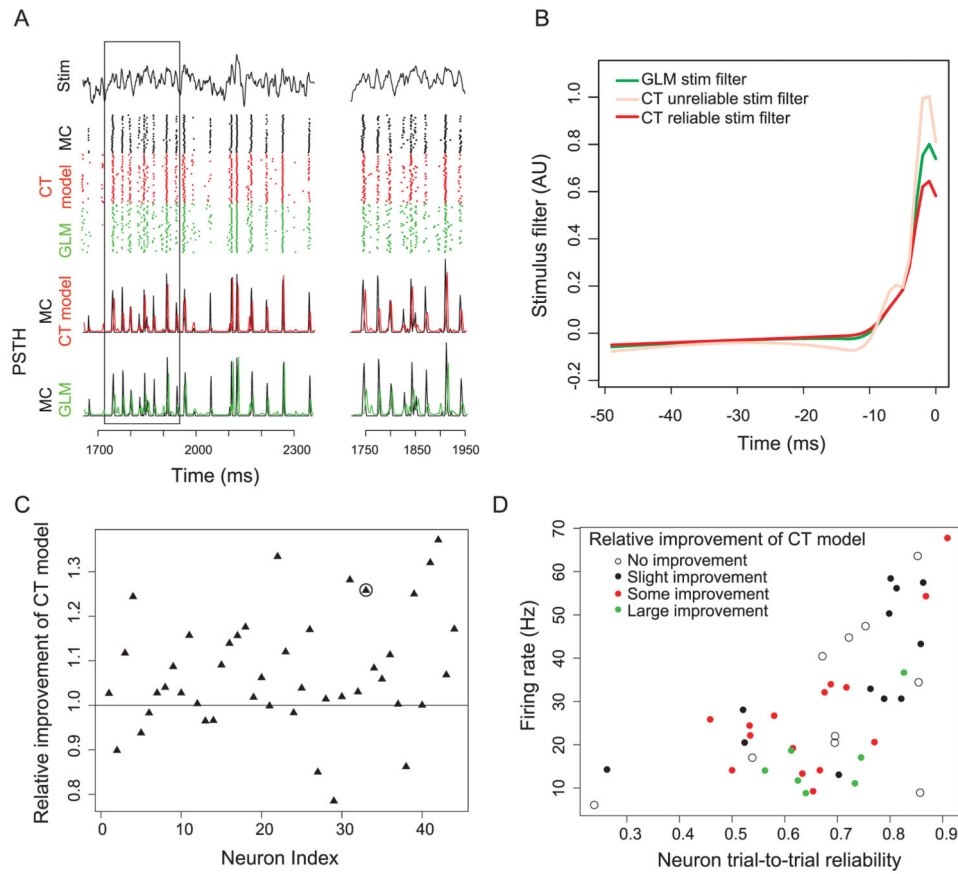 A
Stim
MC
CT
model
GLM
MC
CT model
MC
GLM
PSTH
1700 2000 2300
1750 1850 1950
Time (ms)
B
GLM stim filter
CT unreliable stim filter
CT reliable stim filter
Stimulus filter (AU)
1.0
0.8
0.6
0.4
0.2
0.0
-0.2
-50 -40 -30 -20 -10 0
Time (ms)
C
Relative improvement of CT model
1.3
1.2
1.1
1.0
0.9
0.8
0 10 20 30 40
Neuron Index
D
Relative improvement of CT model
No improvement
Slight improvement
Some improvement
Large improvement
Firing rate (Hz)
70
60
50
40
30
20
10
0.3 0.4 0.5 0.6 0.7 0.8 0.9
Neuron trial-to-trial reliability